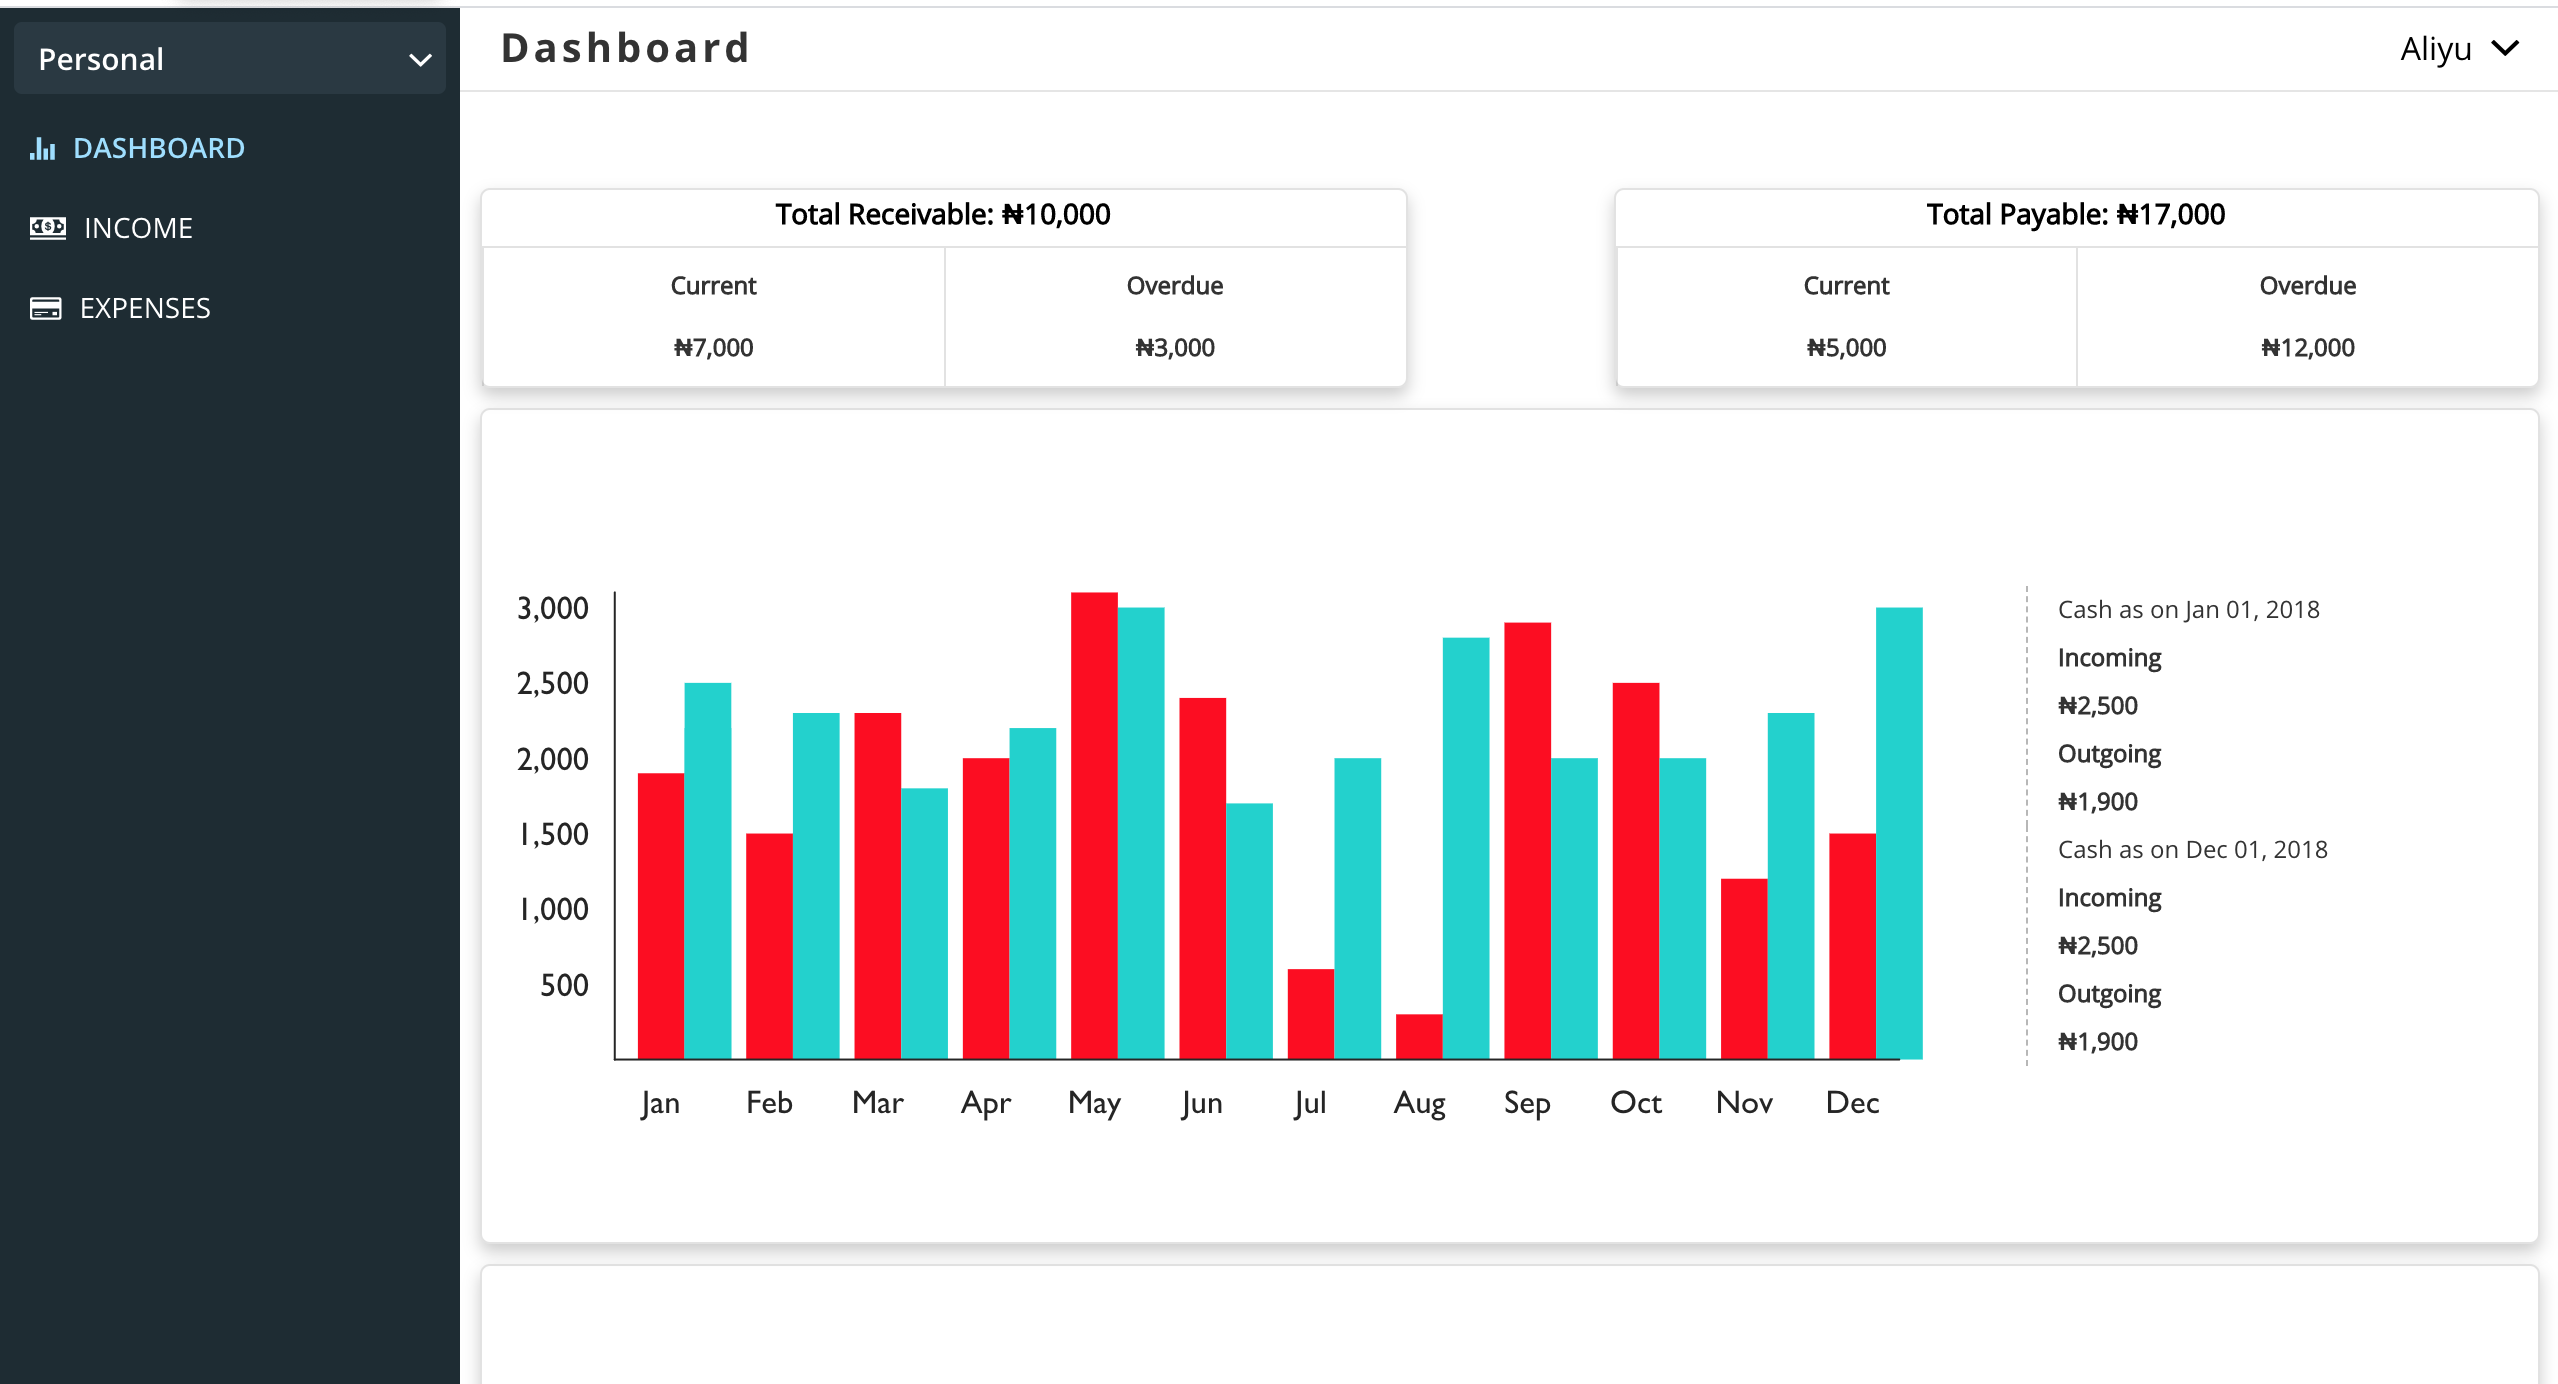 Personal
DASHBOARD
INCOME
EXPENSES
Dashboard
Aliyu
Total Receivable: ₦10,000
Current
Overdue
₦7,000
₦3,000
Total Payable: ₦17,000
Current
Overdue
₦5,000
₦12,000
3,000
2,500
2,000
1,500
1,000
500
Jan Feb Mar Apr May Jun Jul Aug Sep Oct Nov Dec
Cash as on Jan 01, 2018
Incoming
₦2,500
Outgoing
₦1,900
Cash as on Dec 01, 2018
Incoming
₦2,500
Outgoing
₦1,900